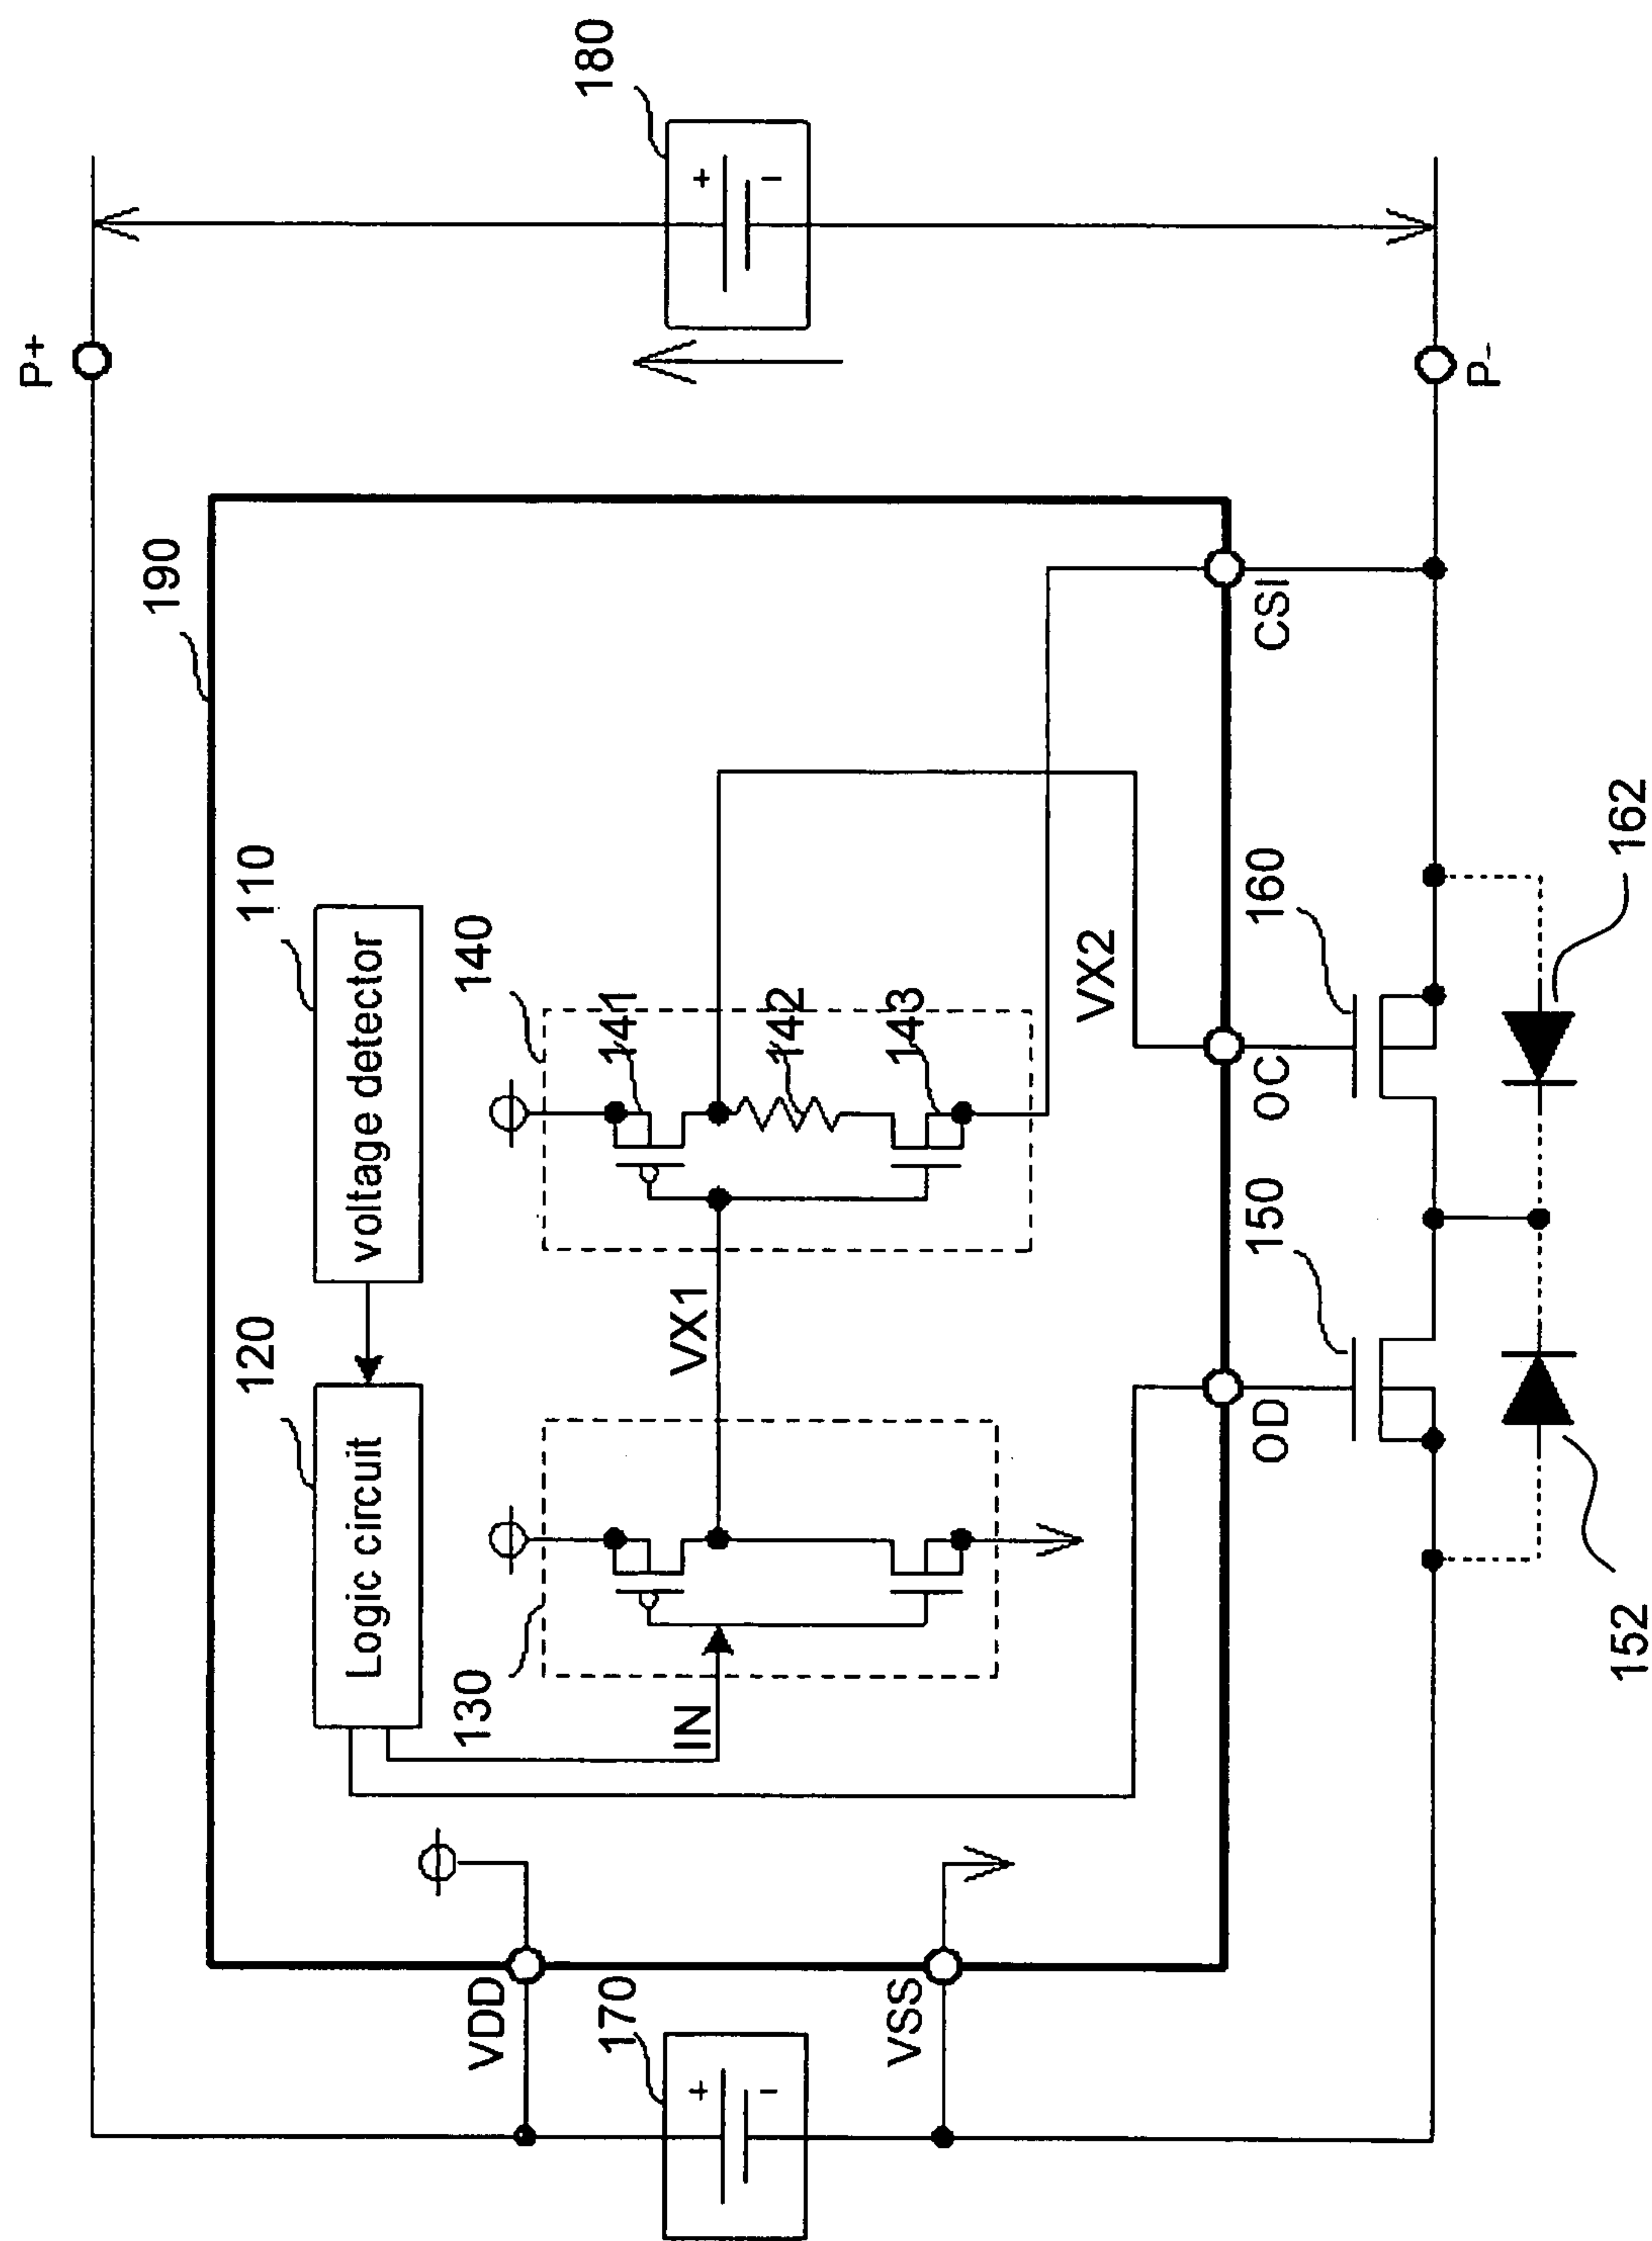 P+
180
+
-
190
110
voltage detector
120
Logic circuit
140
141
142
143
130
IN
VX1
VX2
VDD
170
+
-
VSS
OD
OC
CSI
150
160
P-
152
162